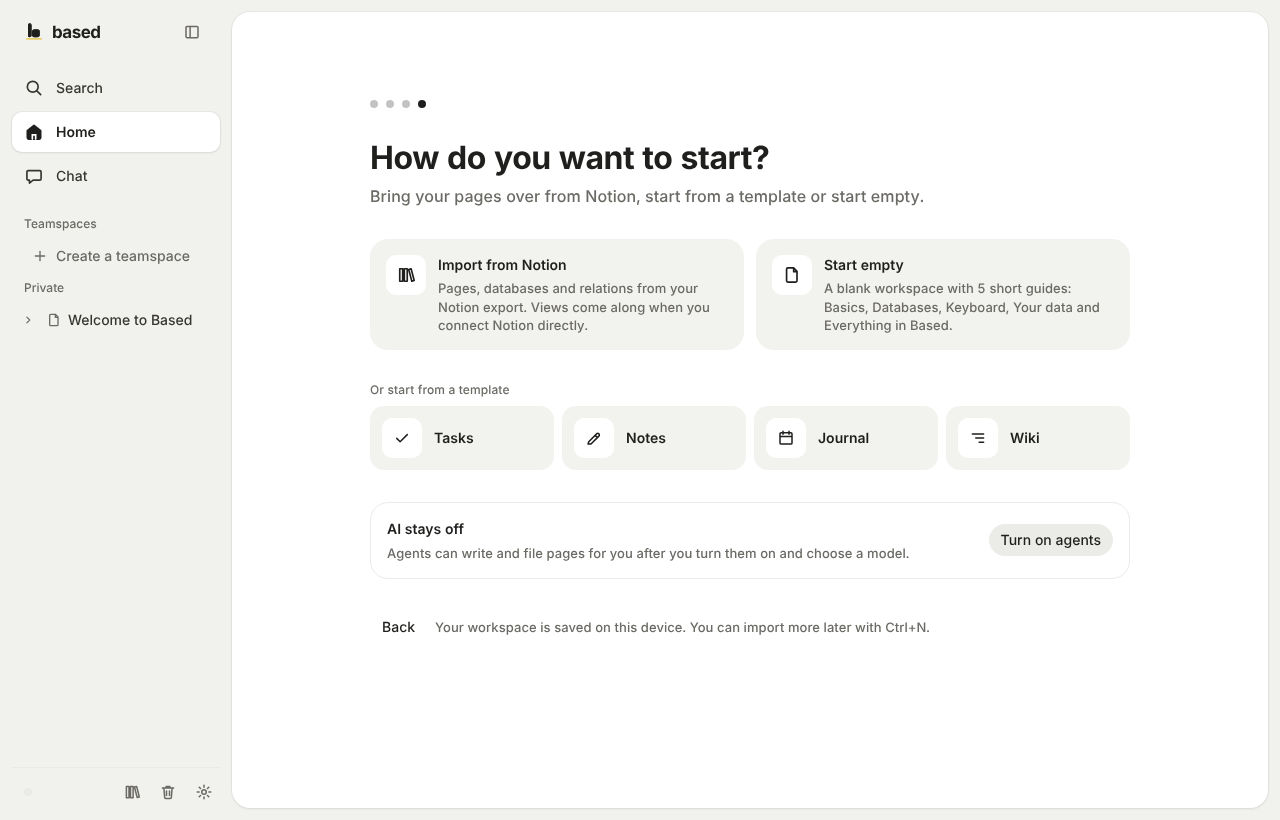 based
Search
Home
Chat
Teamspaces
Create a teamspace
Private
Welcome to Based
How do you want to start?
Bring your pages over from Notion, start from a template or start empty.
Import from Notion
Pages, databases and relations from your
Notion export. Views come along when you
connect Notion directly.
Start empty
A blank workspace with 5 short guides:
Basics, Databases, Keyboard, Your data and
Everything in Based.
Or start from a template
Tasks
Notes
Journal
Wiki
AI stays off
Agents can write and file pages for you after you turn them on and choose a model.
Turn on agents
Back
Your workspace is saved on this device. You can import more later with Ctrl+N.